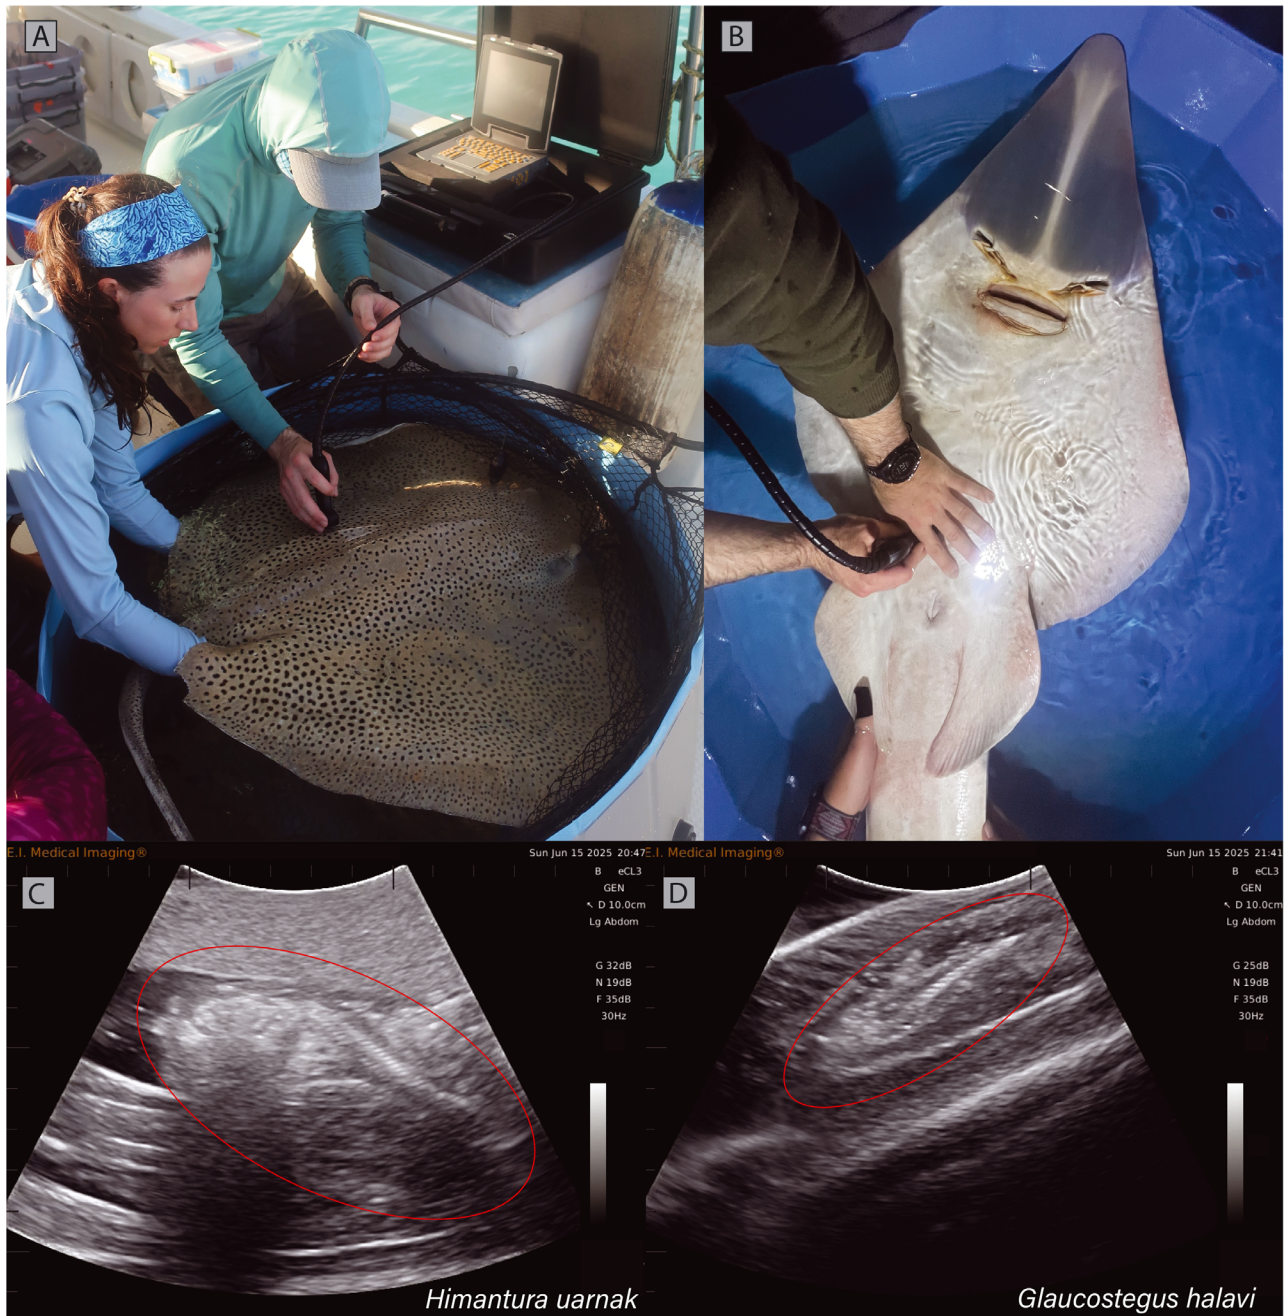 A
B
E.I. Medical Imaging®
Sun Jun 15 2025 20:47
C
B eCL3
GEN
↖ D 10.0cm
Lg Abdom
G 32dB
N 19dB
F 35dB
30Hz
Himantura uarnak
E.I. Medical Imaging®
Sun Jun 15 2025 21:41
D
B eCL3
GEN
↖ D 10.0cm
Lg Abdom
G 25dB
N 19dB
F 35dB
30Hz
Glaucostegus halavi